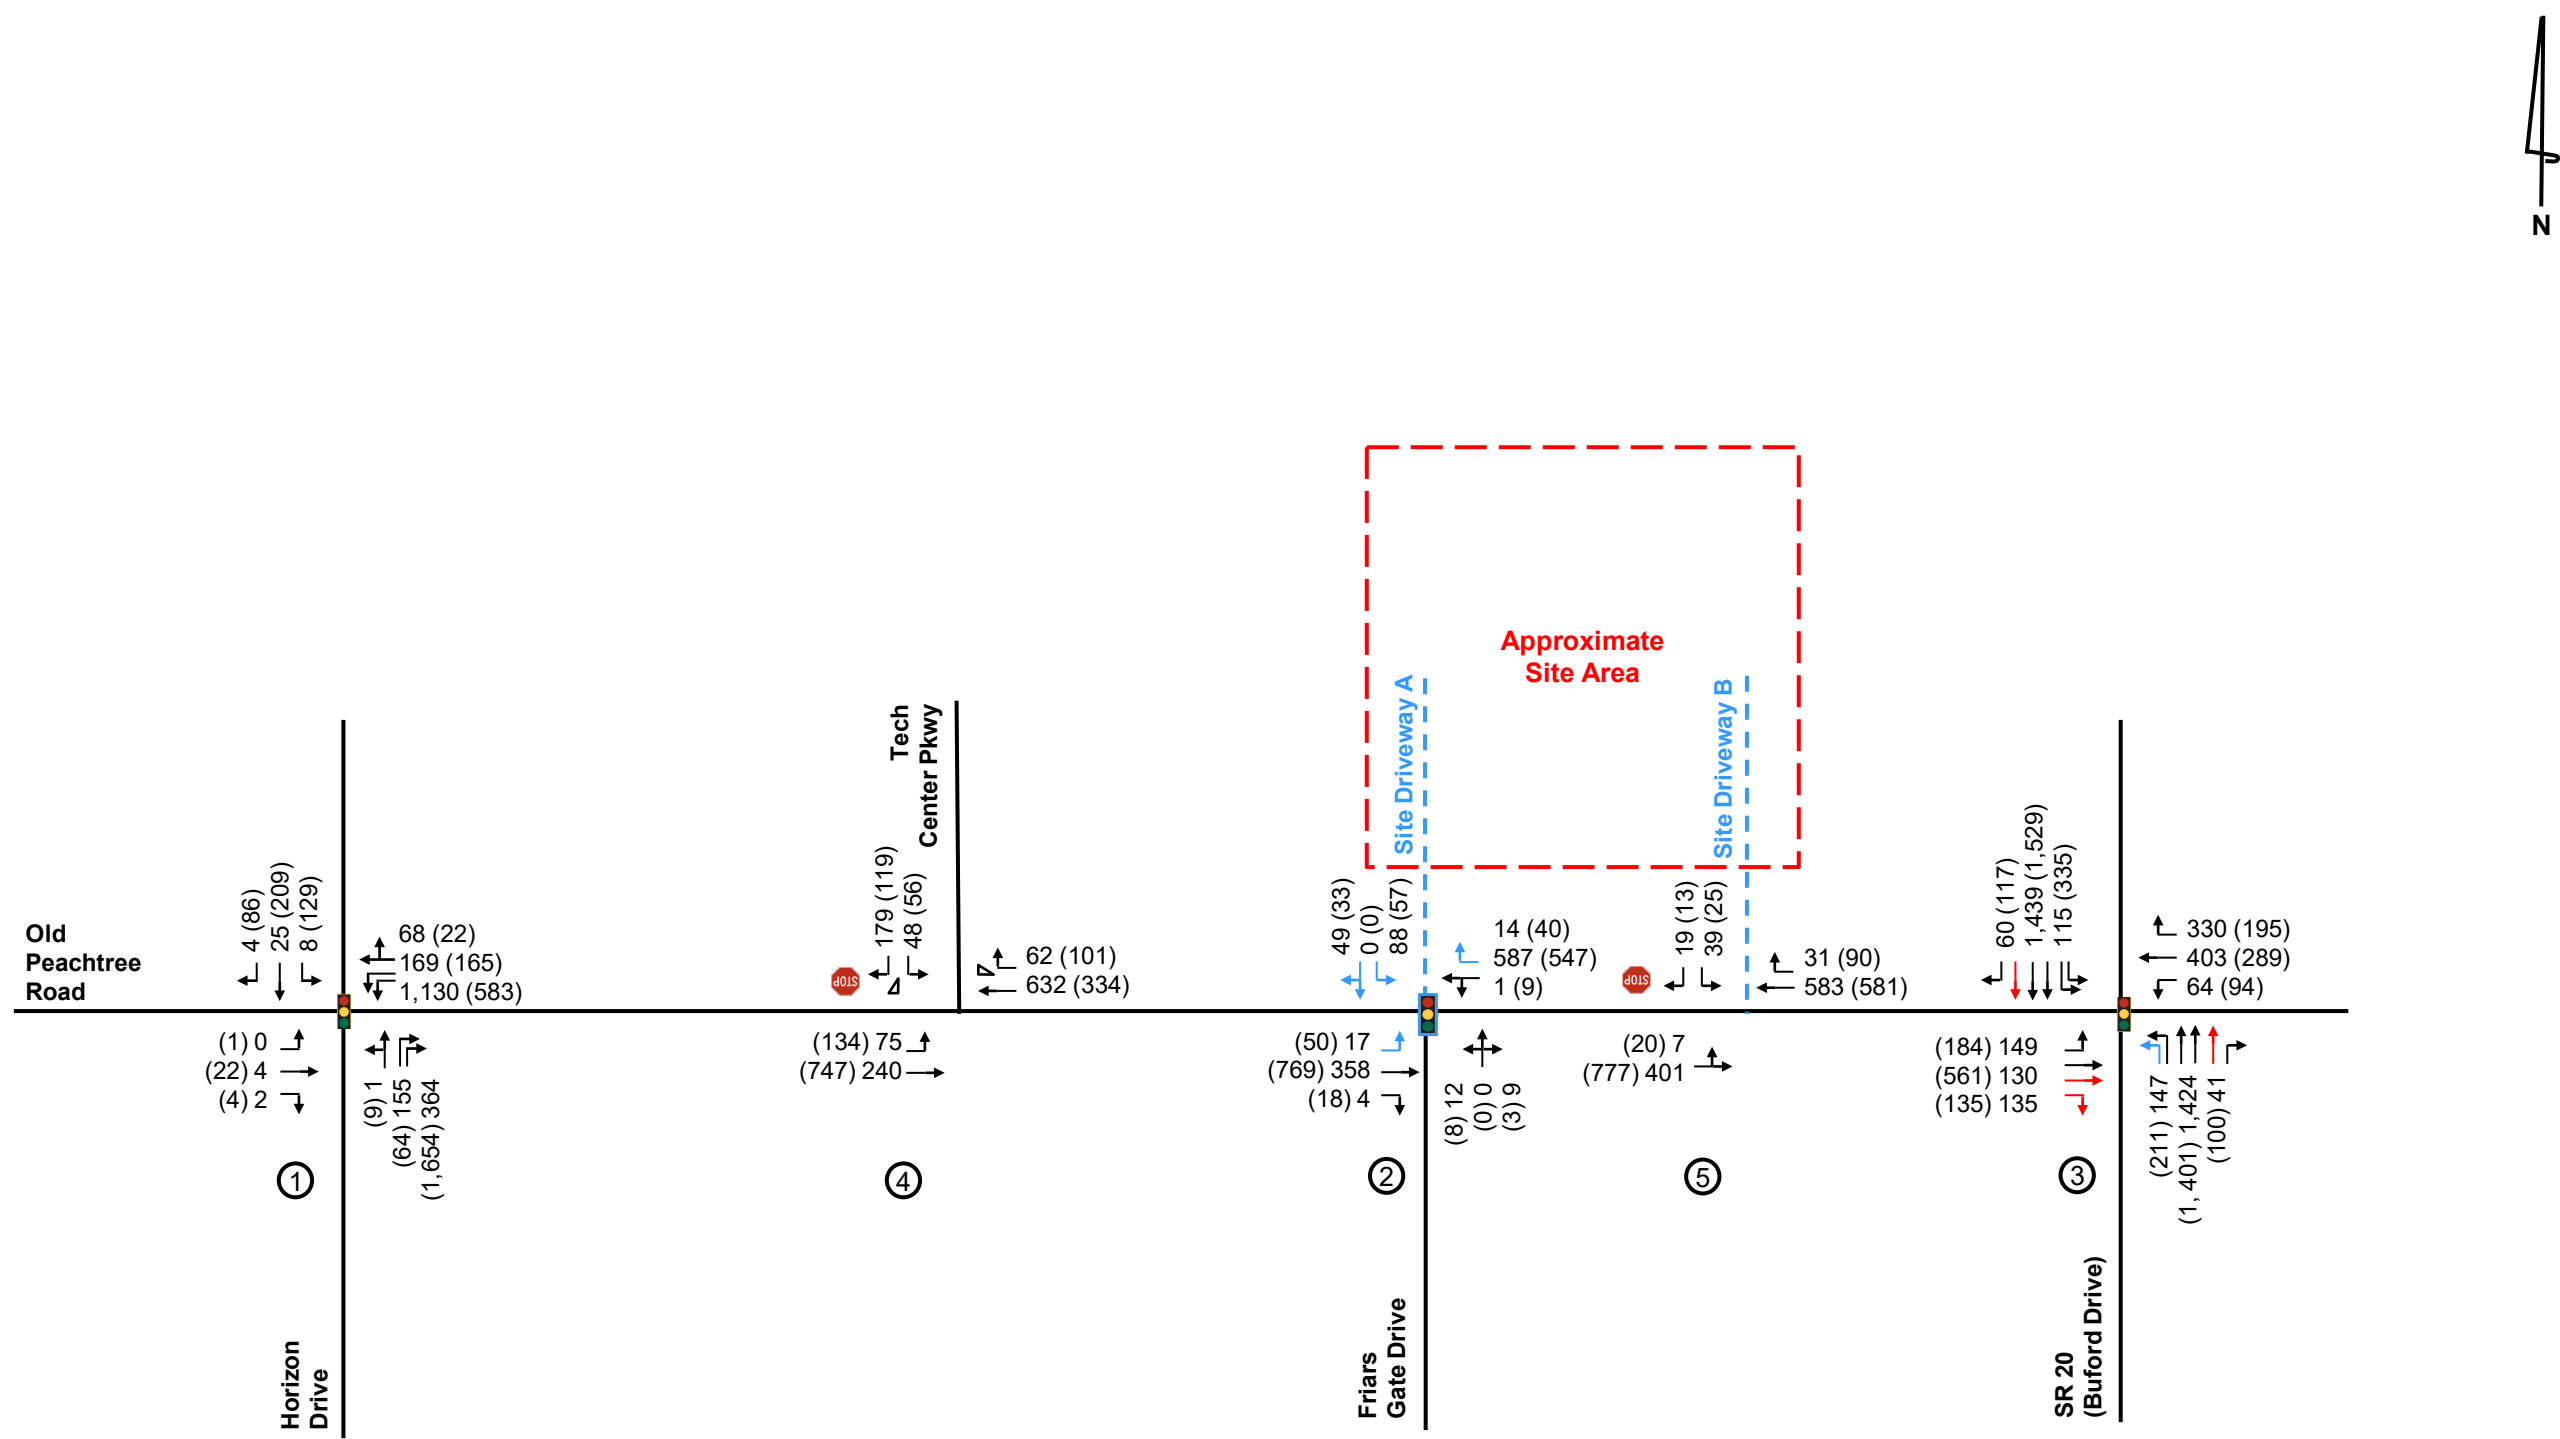 N
Approximate
Site Area
Site Driveway A
Site Driveway B
Tech
Center Pkwy
Old
Peachtree
Road
4 (86)
25 (209)
8 (129)
68 (22)
169 (165)
1,130 (583)
(1) 0
(22) 4
(4) 2
(9) 1
(64) 155
(1,654) 364
1
Horizon
Drive
STOP
179 (119)
48 (56)
62 (101)
632 (334)
(134) 75
(747) 240
4
49 (33)
0 (0)
88 (57)
14 (40)
587 (547)
1 (9)
(50) 17
(769) 358
(18) 4
(8) 12
(0) 0
(3) 9
2
Friars
Gate Drive
STOP
19 (13)
39 (25)
31 (90)
583 (581)
(20) 7
(777) 401
5
60 (117)
1,439 (1,529)
115 (335)
330 (195)
403 (289)
64 (94)
(184) 149
(561) 130
(135) 135
(211) 147
(1, 401) 1,424
(100) 41
3
SR 20
(Buford Drive)